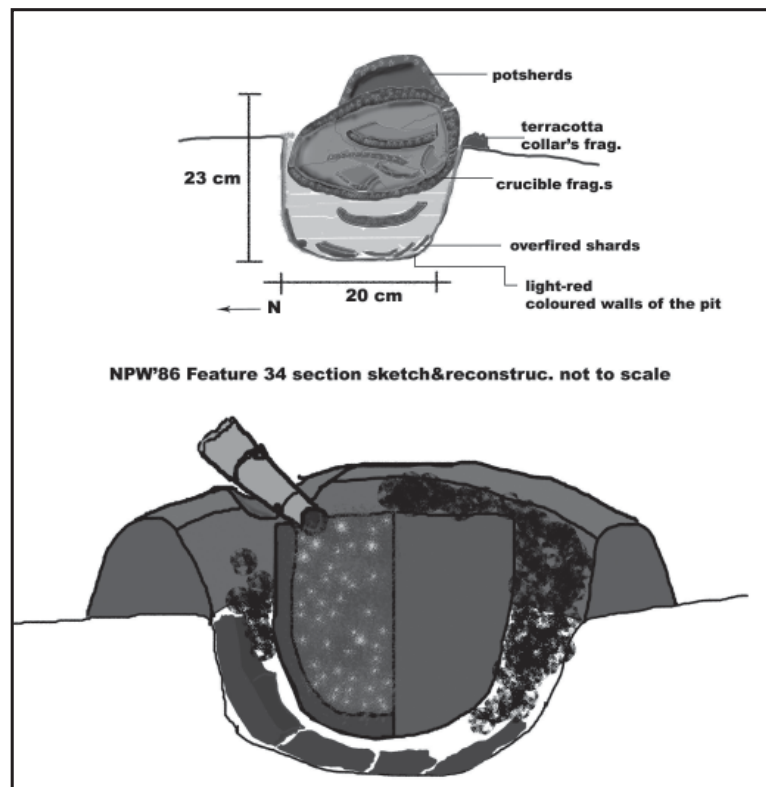 potsherds
terracotta
collar's frag.
23 cm
crucible frag.s
overfired shards
light-red
coloured walls of the pit
20 cm
N
NPW'86 Feature 34 section sketch&reconstruc. not to scale